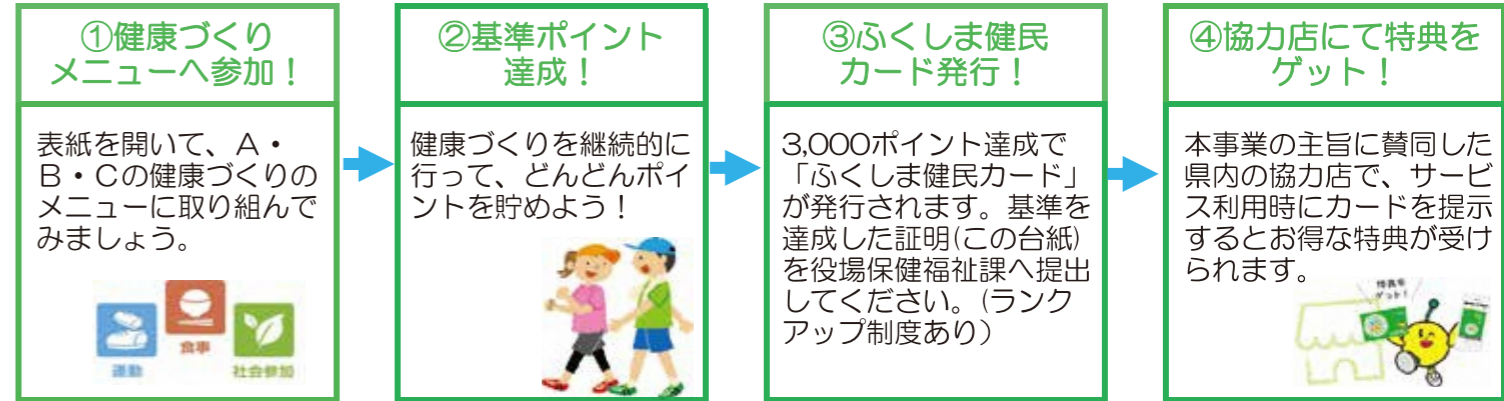 ①健康づくり
メニューへ参加！
表紙を開いて、A・
B・Cの健康づくりの
メニューに取り組んで
みましょう。
運動
食事
社会参加
②基準ポイント
達成！
健康づくりを継続的に
行って、どんどんポイ
ントを貯めよう！
③ふくしま健民
カード発行！
3,000ポイント達成で
「ふくしま健民カード」
が発行されます。基準を
達成した証明(この台紙)
を役場保健福祉課へ提出
してください。(ランク
アップ制度あり）
④協力店にて特典を
ゲット！
本事業の主旨に賛同した
県内の協力店で、サービ
ス利用時にカードを提示
するとお得な特典が受け
られます。
特典を
ゲット！